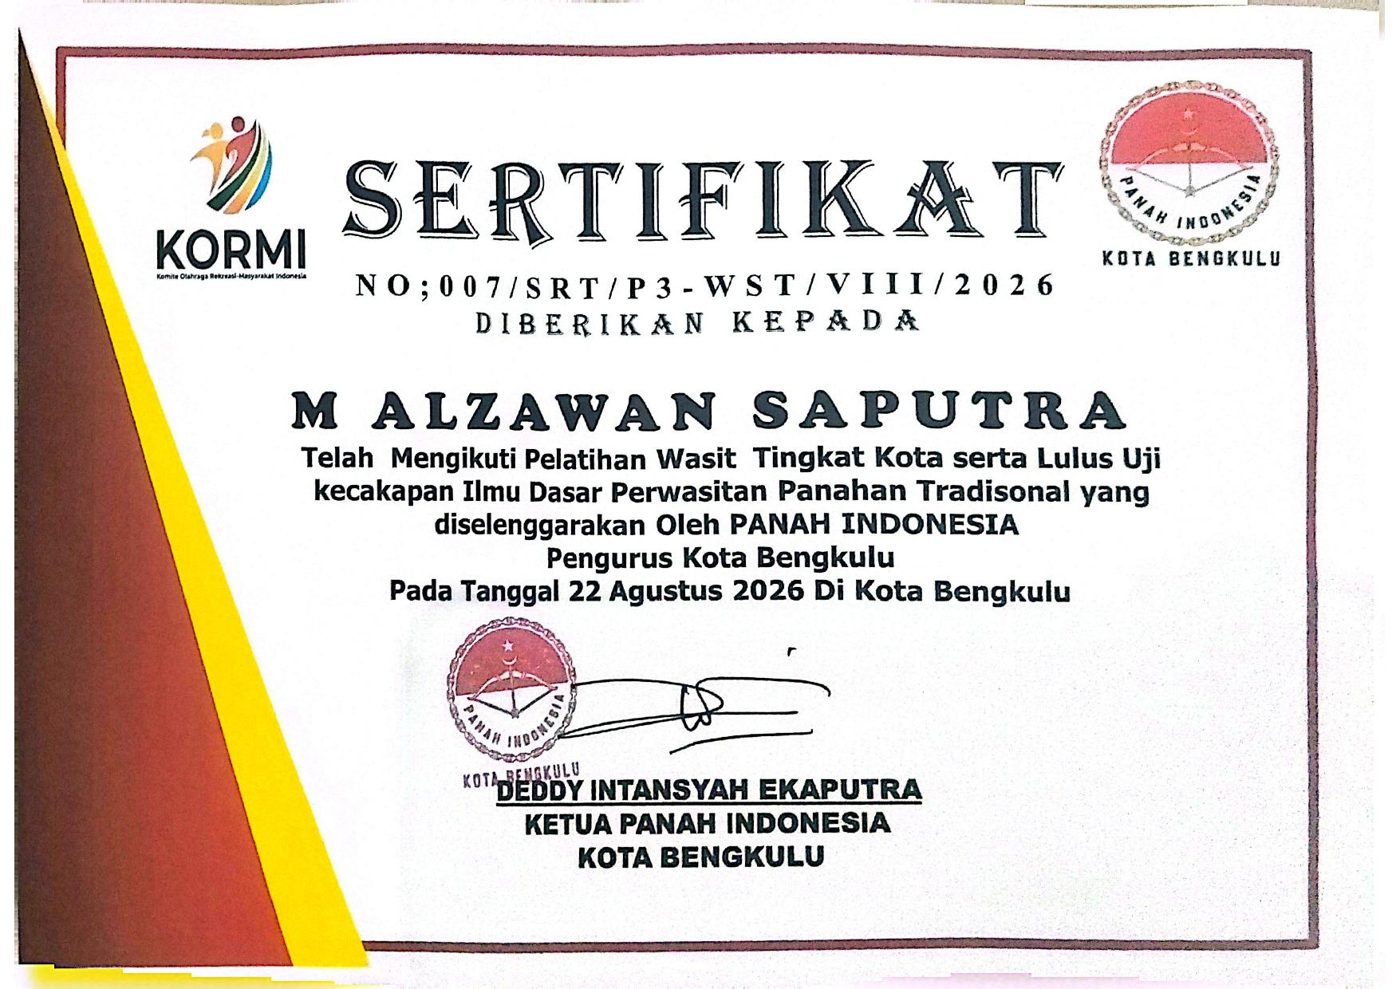 KORMI
Komite Olahraga Rekreasi-Masyarakat Indonesia
PANAH INDONESIA
KOTA BENGKULU
SERTIFIKAT
NO;007/SRT/P3-WST/VIII/2026
DIBERIKAN KEPADA
M ALZAWAN SAPUTRA
Telah Mengikuti Pelatihan Wasit Tingkat Kota serta Lulus Uji
kecakapan Ilmu Dasar Perwasitan Panahan Tradisonal yang
diselenggarakan Oleh PANAH INDONESIA
Pengurus Kota Bengkulu
Pada Tanggal 22 Agustus 2026 Di Kota Bengkulu
PANAH INDONESIA
KOTA BENGKULU
DEDDY INTANSYAH EKAPUTRA
KETUA PANAH INDONESIA
KOTA BENGKULU